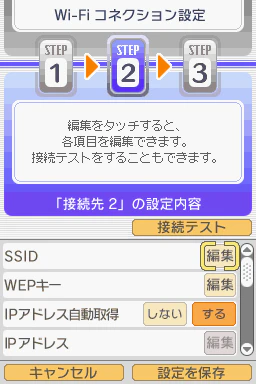 Wi-Fi コネクション設定
STEP 1 STEP 2 STEP 3
編集をタッチすると、
各項目を編集できます。
接続テストをすることもできます。
「接続先 2」の設定内容
接続テスト
SSID 編集
WEPキー 編集
IPアドレス自動取得 しない する
IPアドレス 編集
キャンセル 設定を保存